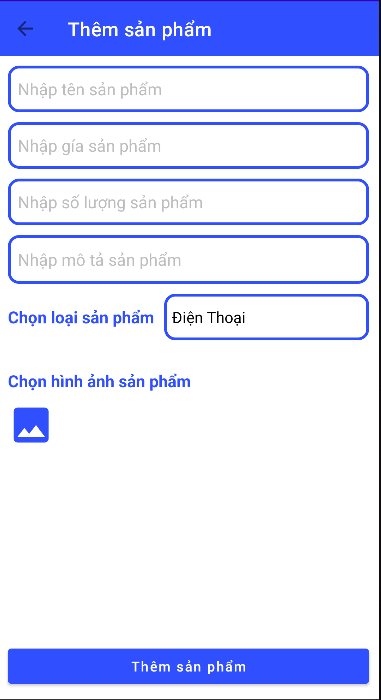 Thêm sản phẩm
Nhập tên sản phẩm
Nhập gía sản phẩm
Nhập số lượng sản phẩm
Nhập mô tả sản phẩm
Chọn loại sản phẩm Điện Thoại
Chọn hình ảnh sản phẩm
Thêm sản phẩm